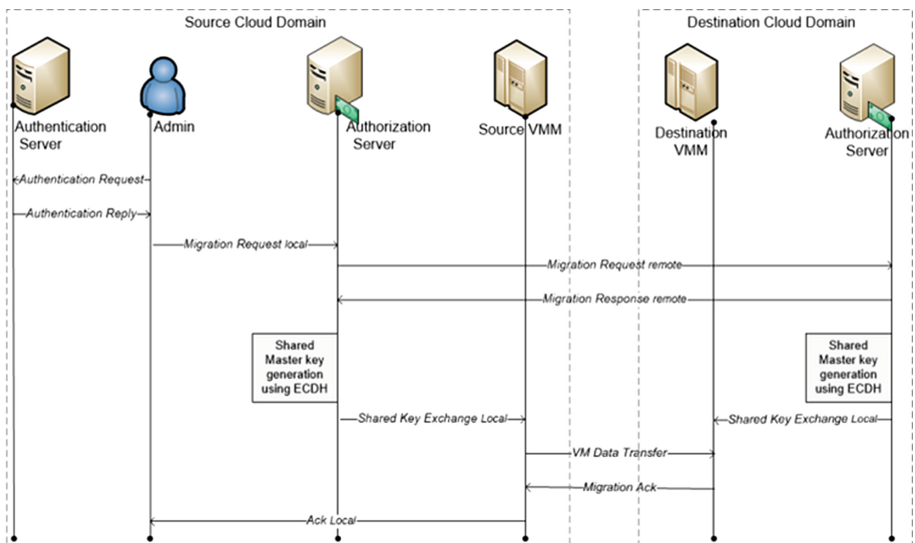 Source Cloud Domain
Destination Cloud Domain
Authentication
Server
Admin
Authorization
Server
Source VMM
Destination
VMM
Authorization
Server
Authentication Request
Authentication Reply
Migration Request local
Migration Request remote
Migration Response remote
Shared
Master key
generation
using ECDH
Shared
Master key
generation
using ECDH
Shared Key Exchange Local
Shared Key Exchange Local
VM Data Transfer
Migration Ack
Ack Local